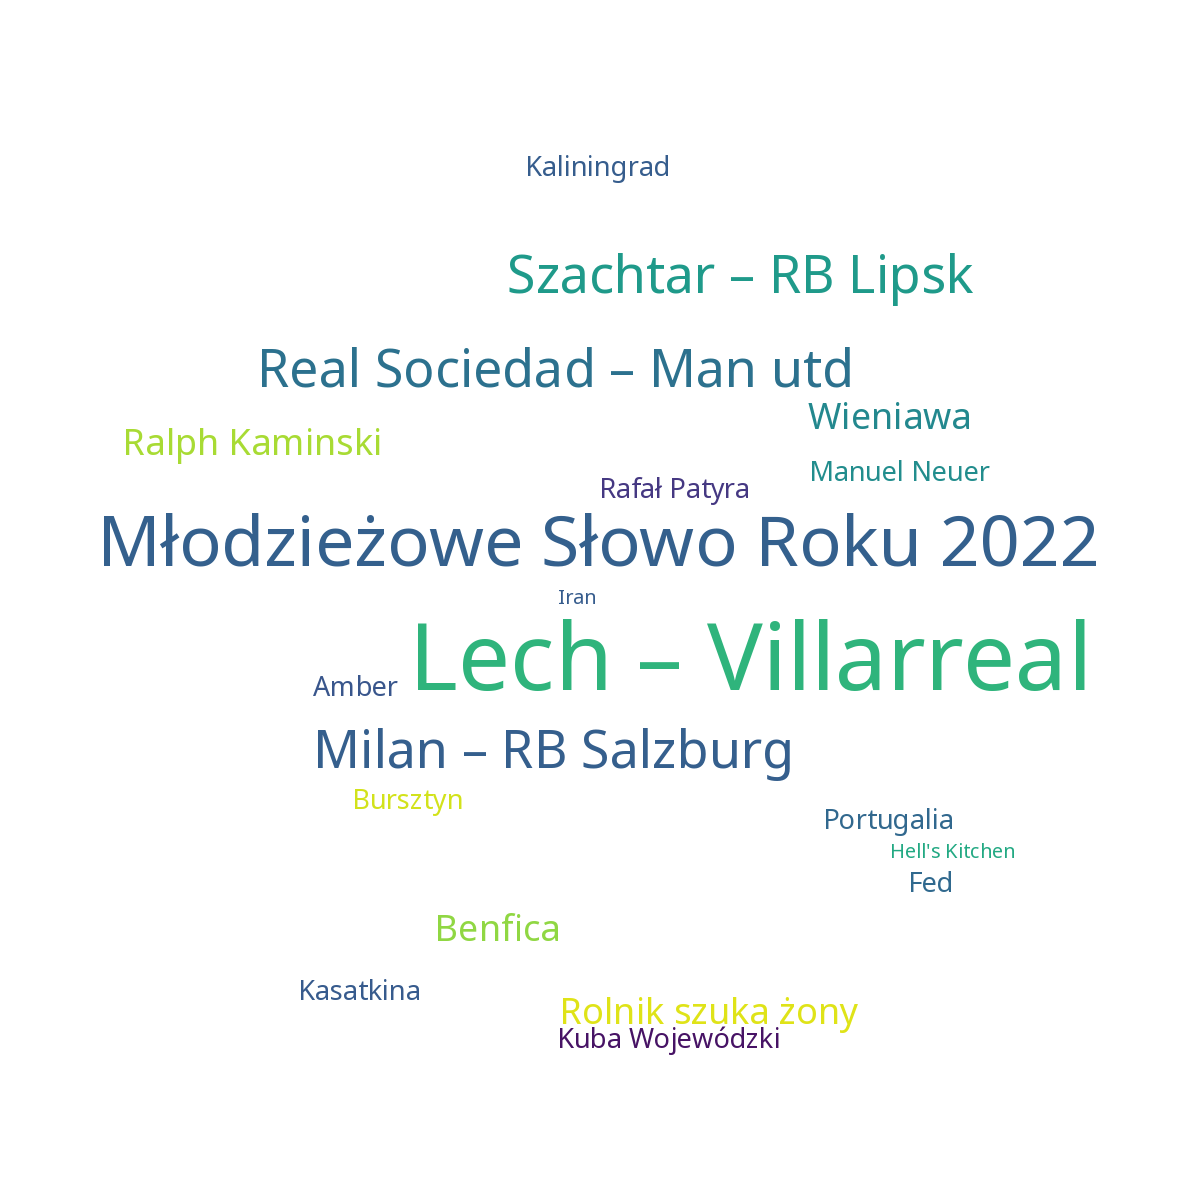 Kaliningrad
Szachtar – RB Lipsk
Real Sociedad – Man utd
Wieniawa
Ralph Kaminski
Manuel Neuer
Rafał Patyra
Młodzieżowe Słowo Roku 2022
Iran
Lech – Villarreal
Amber
Milan – RB Salzburg
Bursztyn
Portugalia
Hell's Kitchen
Fed
Benfica
Kasatkina
Rolnik szuka żony
Kuba Wojewódzki